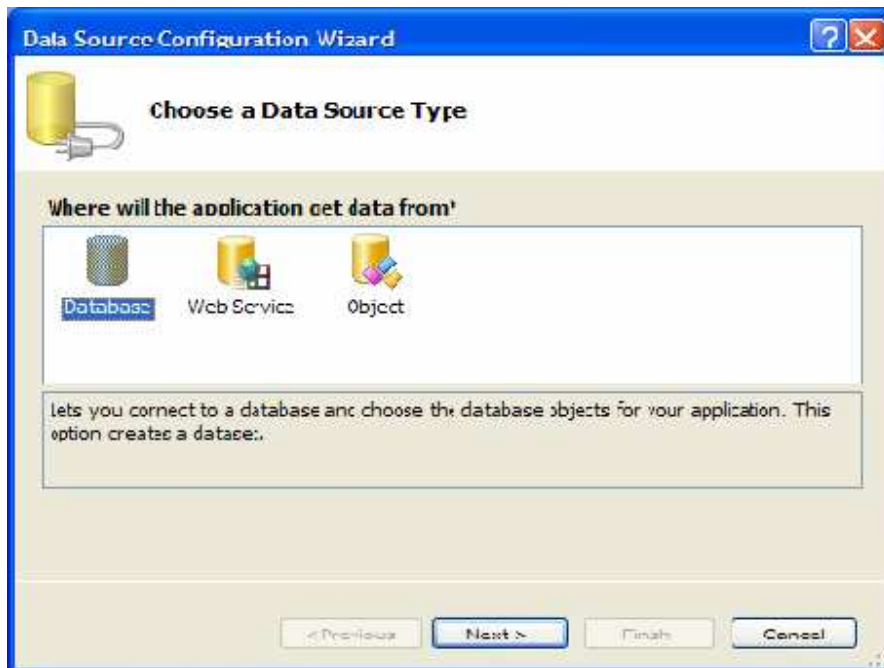 Data Source Configuration Wizard
Choose a Data Source Type
Where will the application get data from?
Database
Web Service
Object
Lets you connect to a database and choose the database objects for your application. This
option creates a dataset.
< Previous
Next >
Finish
Cancel